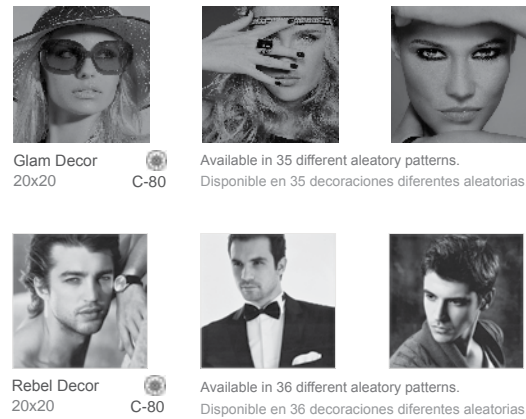 Glam Decor
20x20 C-80
Available in 35 different aleatory patterns.
Disponible en 35 decoraciones diferentes aleatorias
Rebel Decor
20x20 C-80
Available in 36 different aleatory patterns.
Disponible en 36 decoraciones diferentes aleatorias